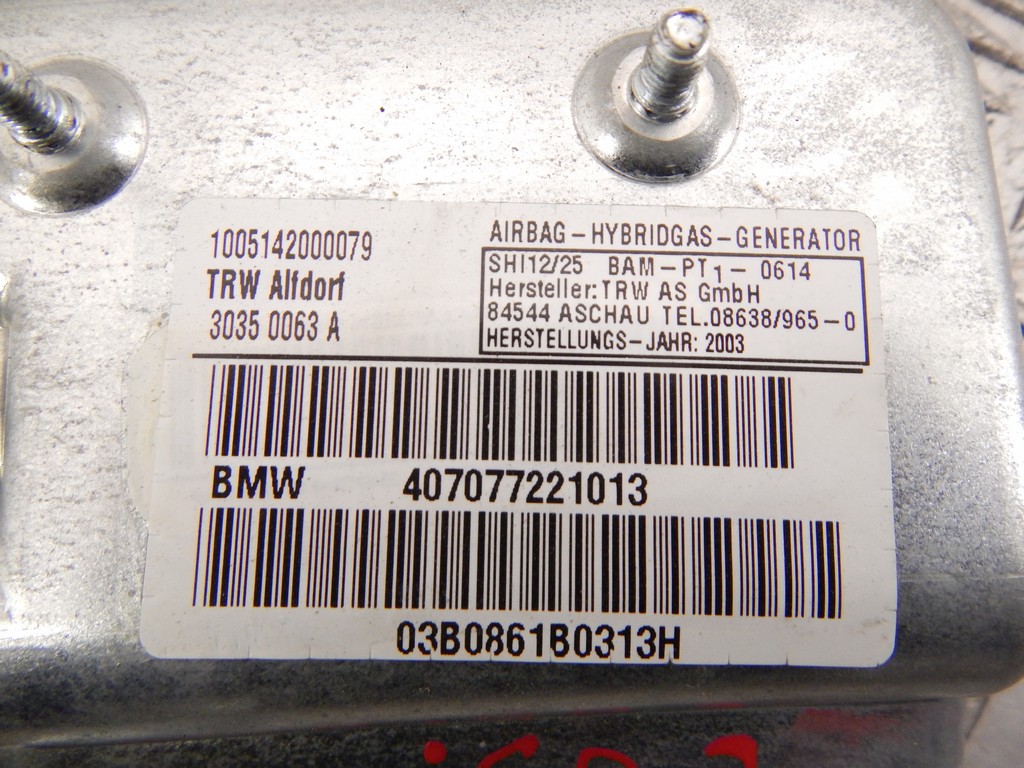 1005142000079
TRW Alfdorf
3035 0063 A
AIRBAG-HYBRIDGAS-GENERATOR
SHI12/25 BAM-PT1-0614
Hersteller: TRW AS GmbH
84544 ASCHAU TEL.08638/965-0
HERSTELLUNGS-JAHR: 2003
BMW 407077221013
03B0861B0313H